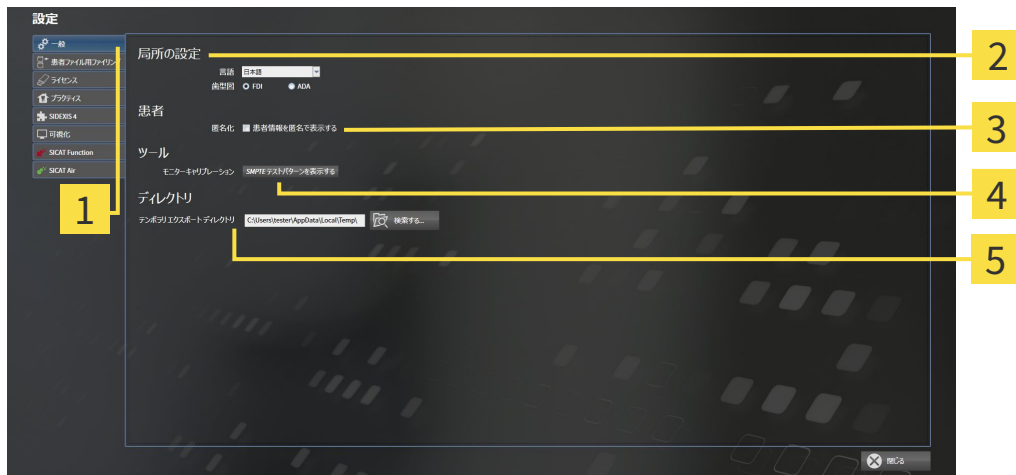 設定
一般
患者ファイル用ファイリング
ライセンス
プラクティス
SIDEXIS 4
可視化
SICAT Function
SICAT Air
1
局所の設定
言語 日本語
歯型図 FDI ADA
患者
匿名化 患者情報を匿名で表示する
ツール
モニターキャリブレーション SMPTE テストパターンを表示する
ディレクトリ
テンポラリエクスポートディレクトリ C:\Users\tester\AppData\Local\Temp\ 検索する...
2
3
4
5
閉じる